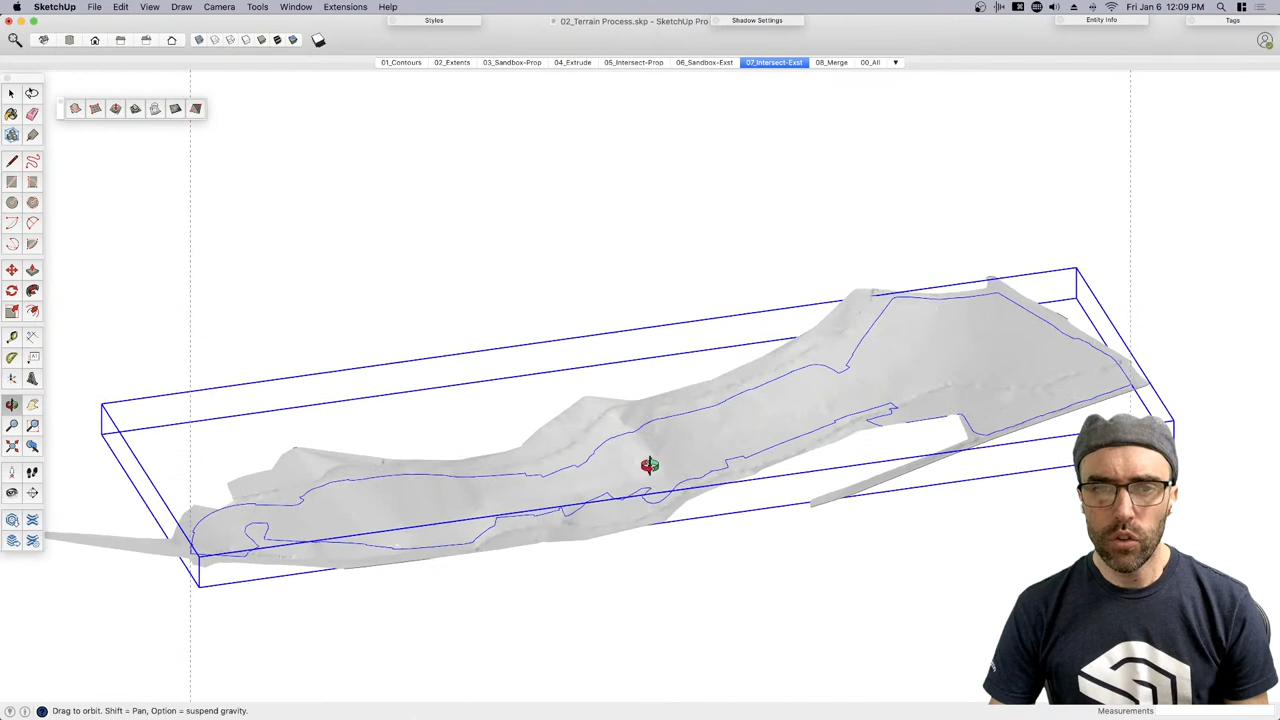 SketchUp File Edit View Camera Draw Tools Window Extensions Help Fri Jan 6 12:09 PM
Styles 02_Terrain Process.skp - SketchUp Pro Shadow Settings Entity Info Tags
01_Contours 02_Extents 03_Sandbox-Prop 04_Extrude 05_Intersect-Prop 06_Sandbox-Exst 07_Intersect-Exst 08_Merge 00_All
Drag to orbit. Shift = Pan, Option = suspend gravity. Measurements